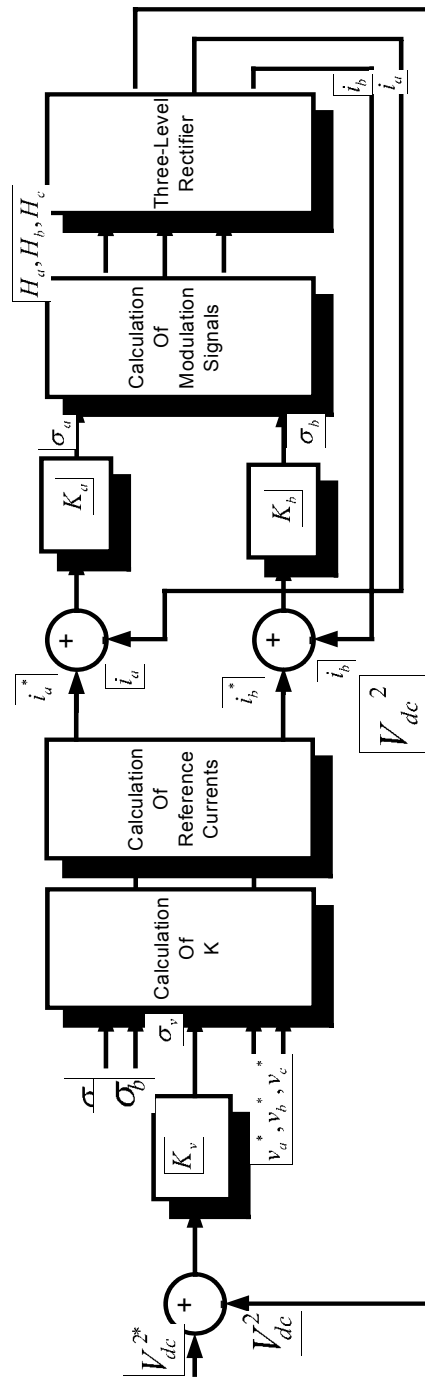 V_dc^2*
+
V_dc^2
K_v
σ_v
σ
σ_b
v_a^*, v_b^*, v_c^*
Calculation
Of
K
Calculation
Of
Reference
Currents
i_a^*
+
i_a
i_b^*
+
i_b
K_a
K_b
σ_a
σ_b
Calculation
Of
Modulation
Signals
H_a, H_b, H_c
Three-Level
Rectifier
i_b
i_a
V_dc^2